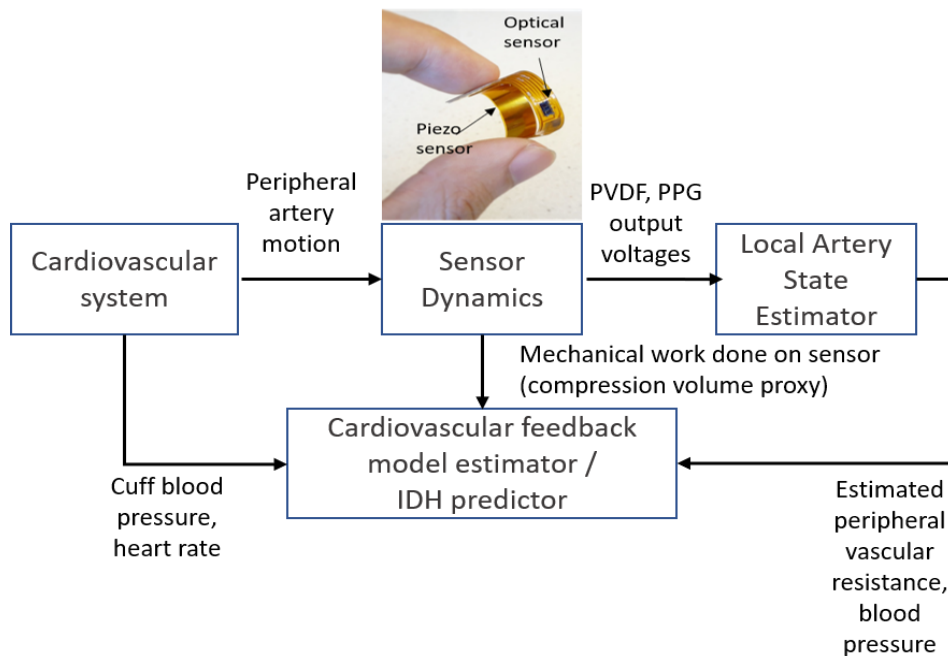 Optical
sensor
Piezo
sensor
Peripheral
artery
motion
PVDF, PPG
output
voltages
Cardiovascular
system
Sensor
Dynamics
Local Artery
State
Estimator
Mechanical work done on sensor
(compression volume proxy)
Cardiovascular feedback
model estimator /
IDH predictor
Cuff blood
pressure,
heart rate
Estimated
peripheral
vascular
resistance,
blood
pressure